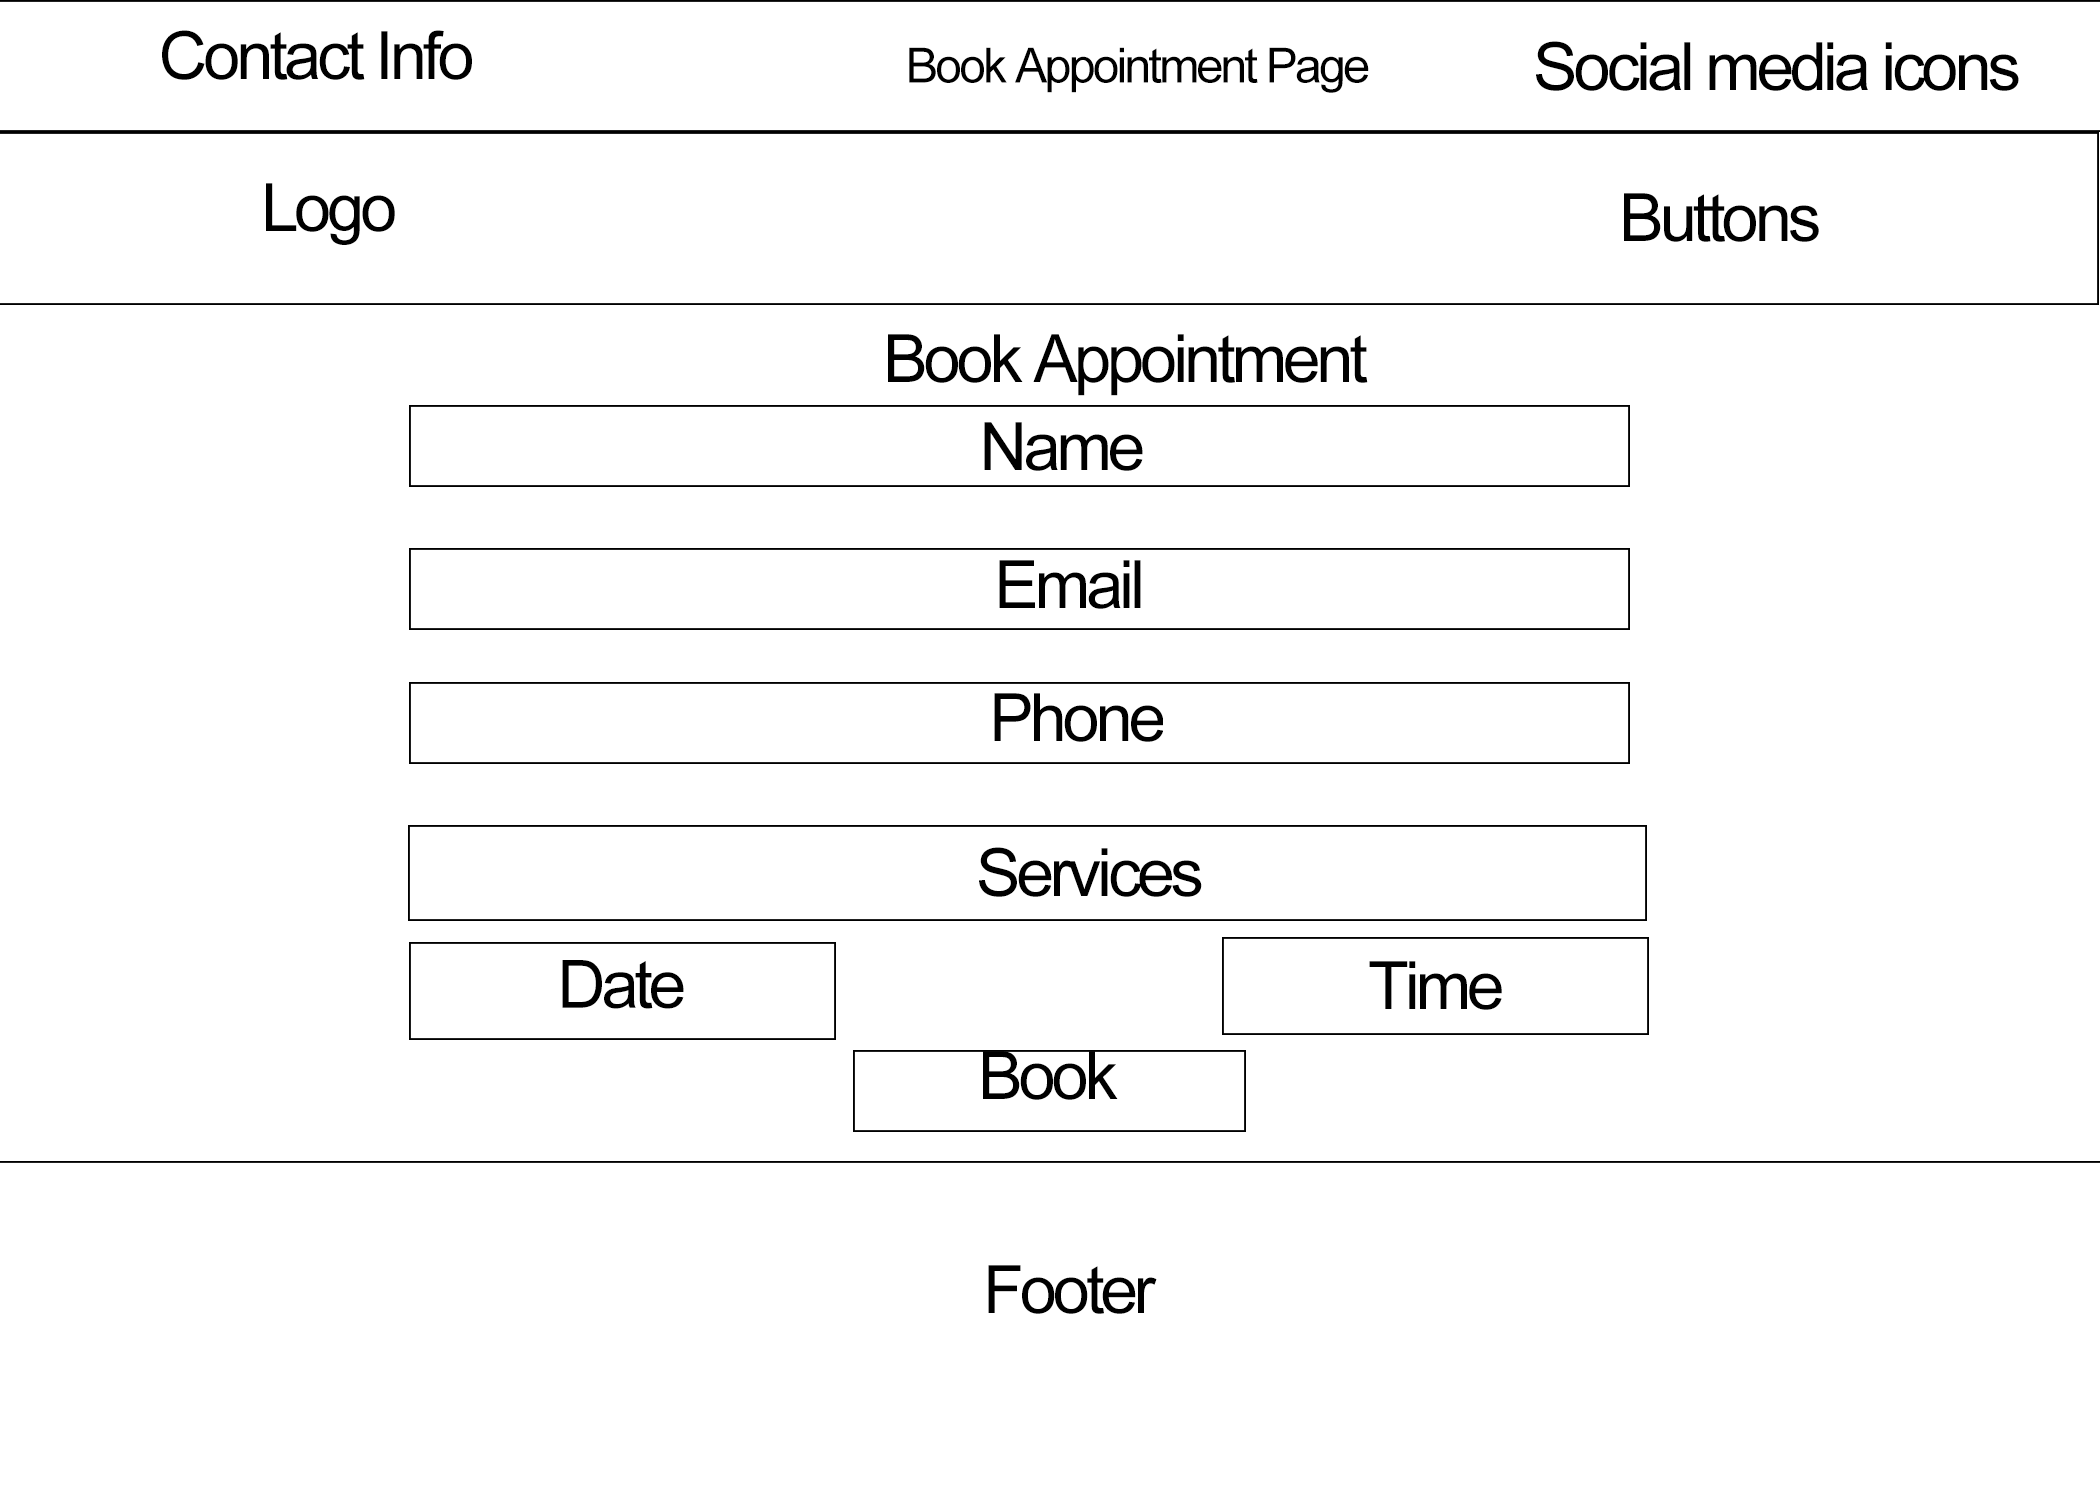 Contact Info
Book Appointment Page
Social media icons
Logo
Buttons
Book Appointment
Name
Email
Phone
Services
Date
Time
Book
Footer